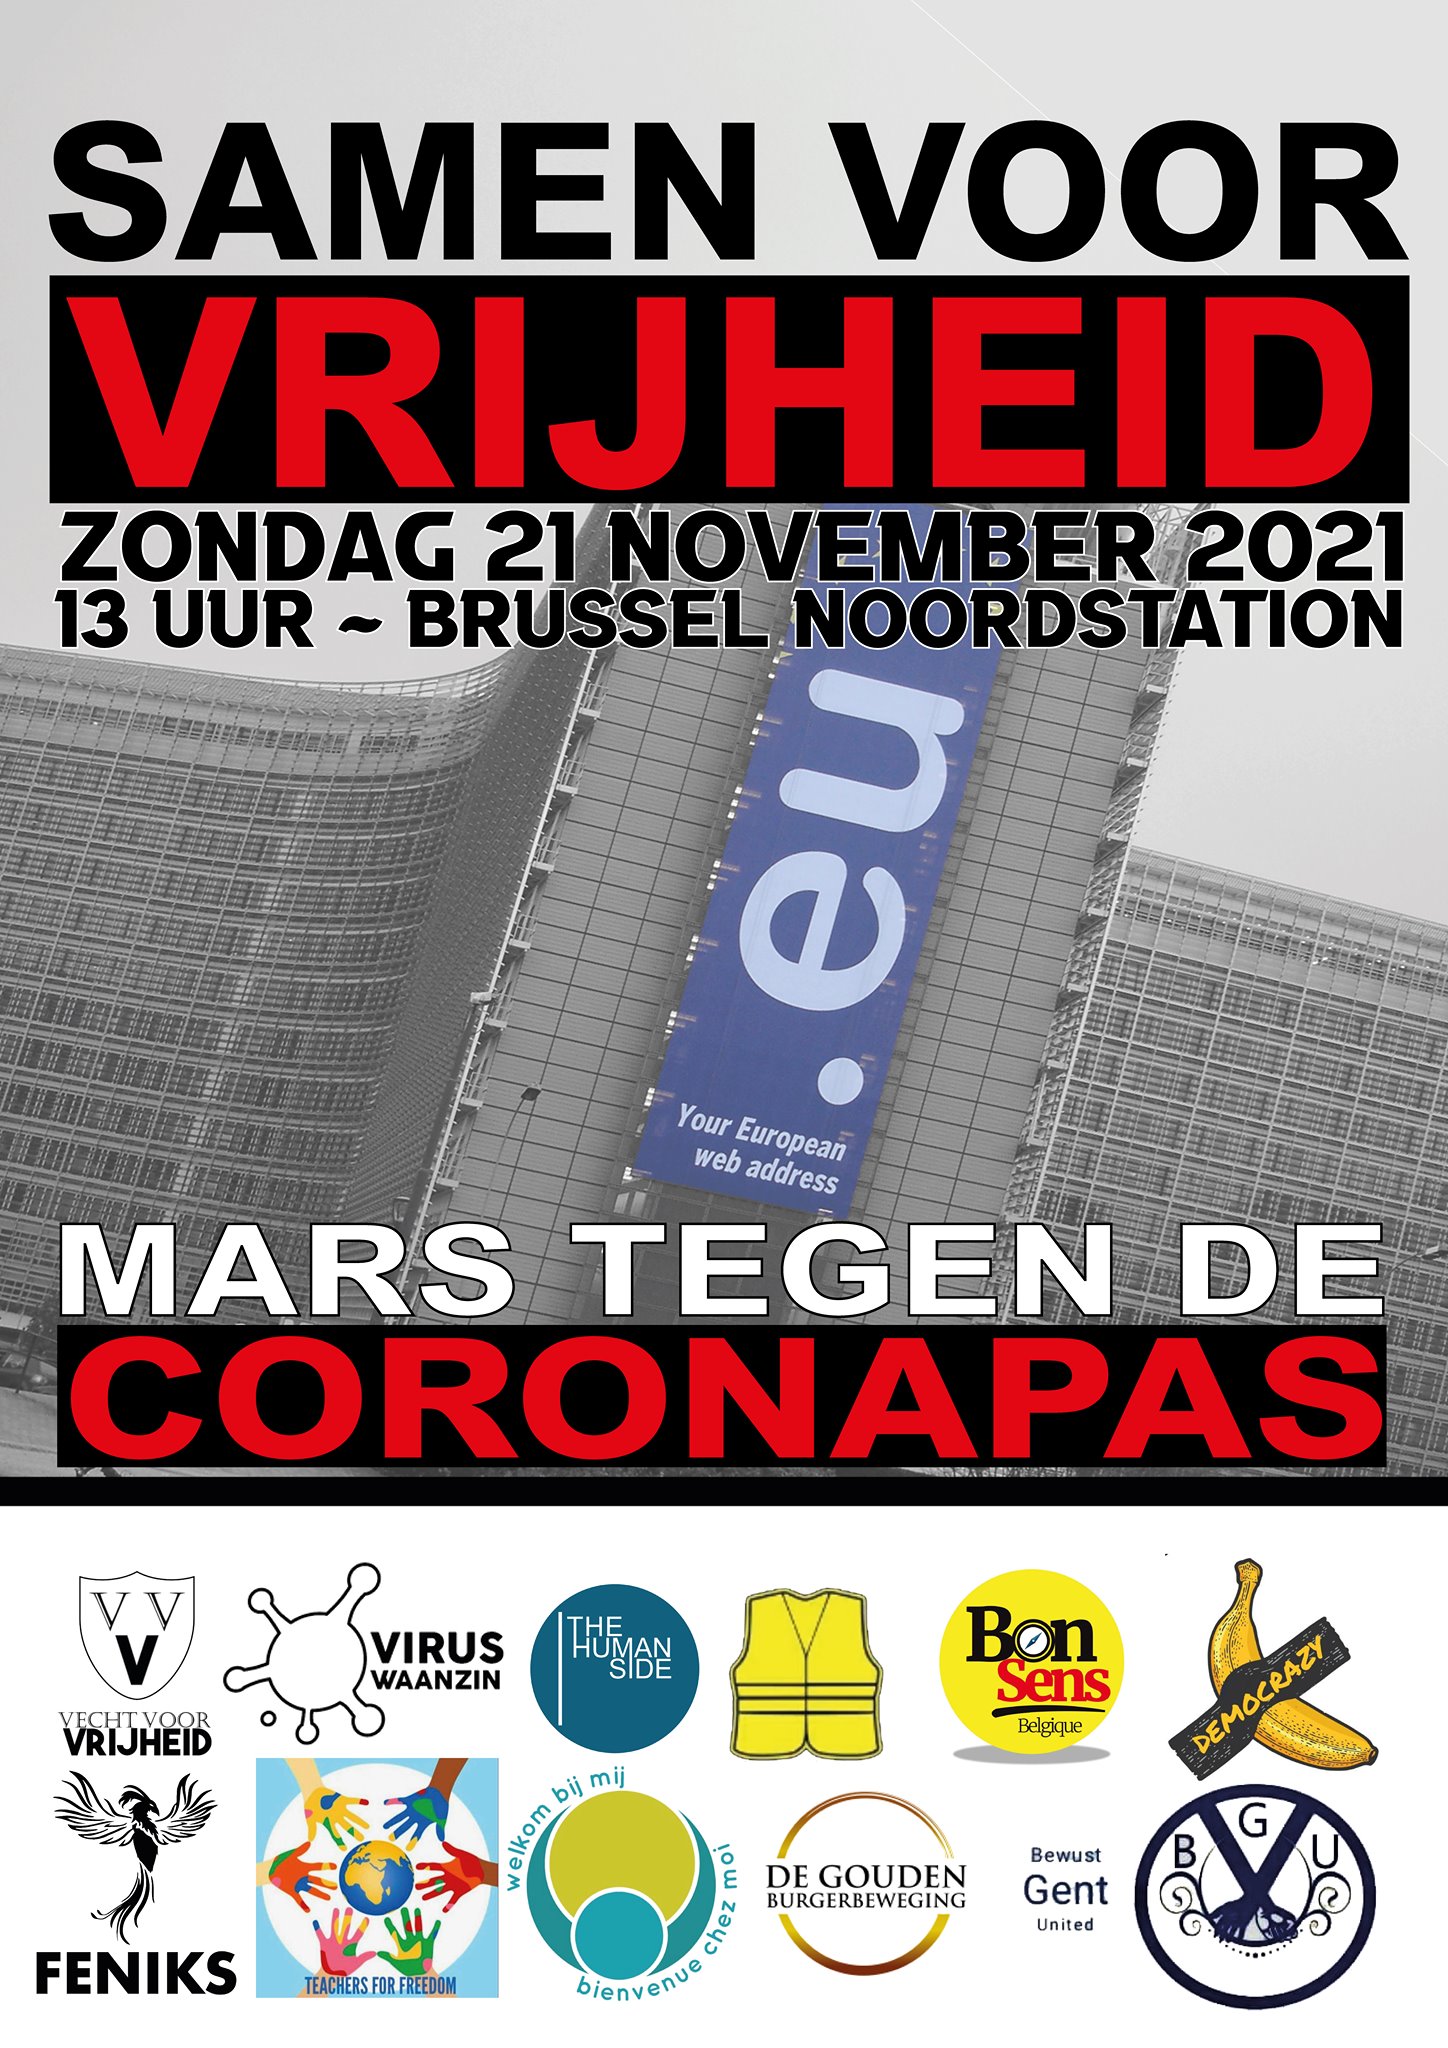 SAMEN VOOR
VRIJHEID
ZONDAG 21 NOVEMBER 2021
13 UUR ~ BRUSSEL NOORDSTATION
.eu
Your European
web address
MARS TEGEN DE
CORONAPAS
VVV
VECHT VOOR
VRIJHEID
VIRUS
WAANZIN
THE
HUMAN
SIDE
Bon
Sens
Belgique
DEMOCRAZY
FENIKS
TEACHERS FOR FREEDOM
welkom bij mij
bienvenue chez moi
DE GOUDEN
BURGERBEWEGING
Bewust
Gent
United
B G U